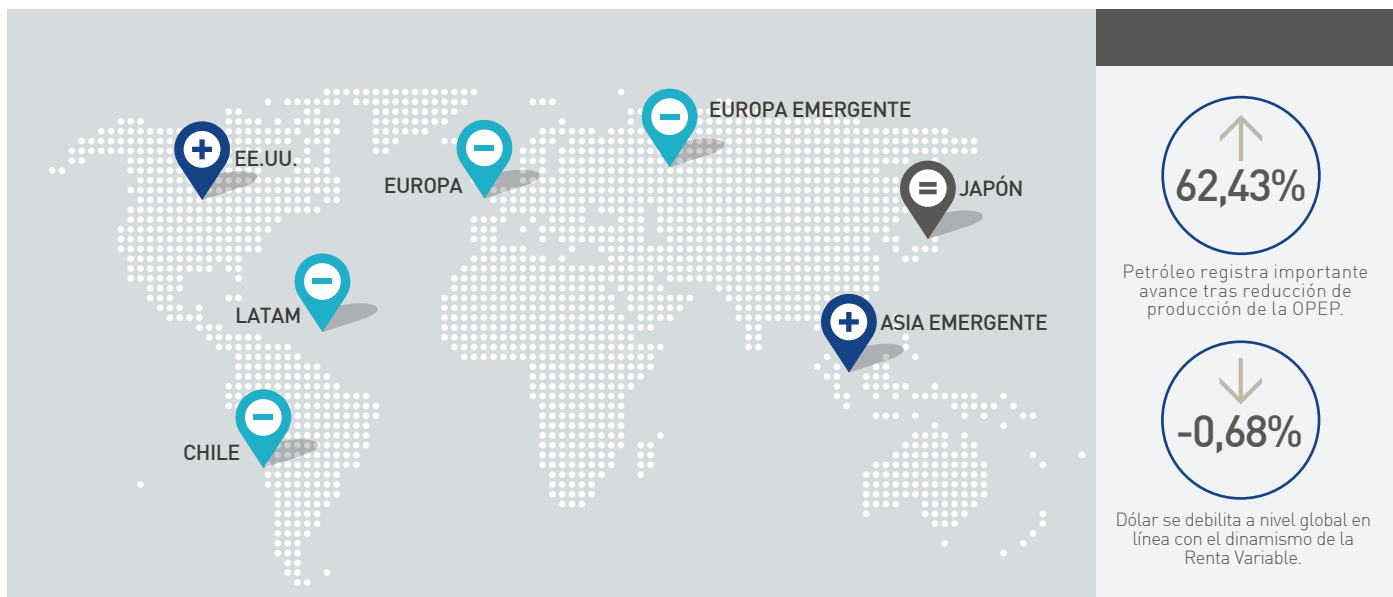 EUROPA EMERGENTE
EE.UU.
EUROPA
JAPÓN
LATAM
ASIA EMERGENTE
CHILE
62,43%
Petróleo registra importante
avance tras reducción de
producción de la OPEP.
-0,68%
Dólar se debilita a nivel global en
línea con el dinamismo de la
Renta Variable.